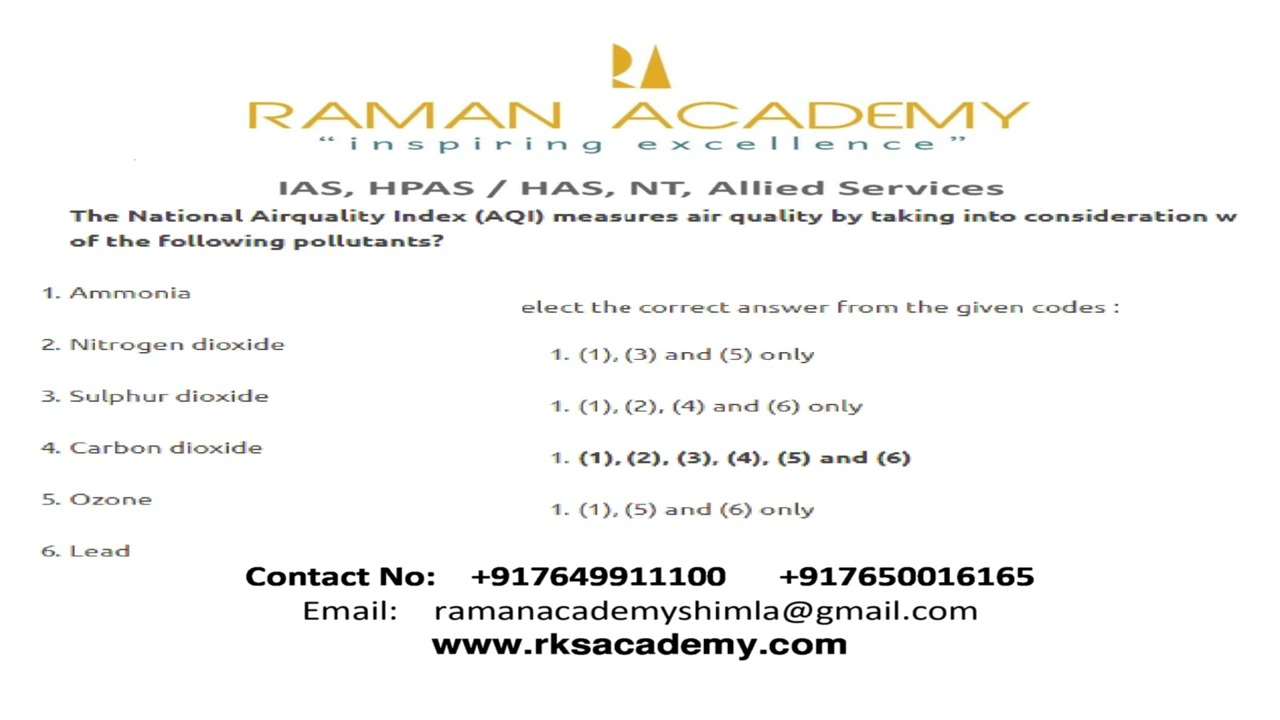 RA
RAMAN ACADEMY
“inspiring excellence”
IAS, HPAS / HAS, NT, Allied Services
The National Airquality Index (AQI) measures air quality by taking into consideration w
of the following pollutants?
1. Ammonia
2. Nitrogen dioxide
3. Sulphur dioxide
4. Carbon dioxide
5. Ozone
6. Lead
elect the correct answer from the given codes :
1. (1), (3) and (5) only
1. (1), (2), (4) and (6) only
1. (1), (2), (3), (4), (5) and (6)
1. (1), (5) and (6) only
Contact No: +917649911100 +917650016165
Email: ramanacademyshimla@gmail.com
www.rksacademy.com